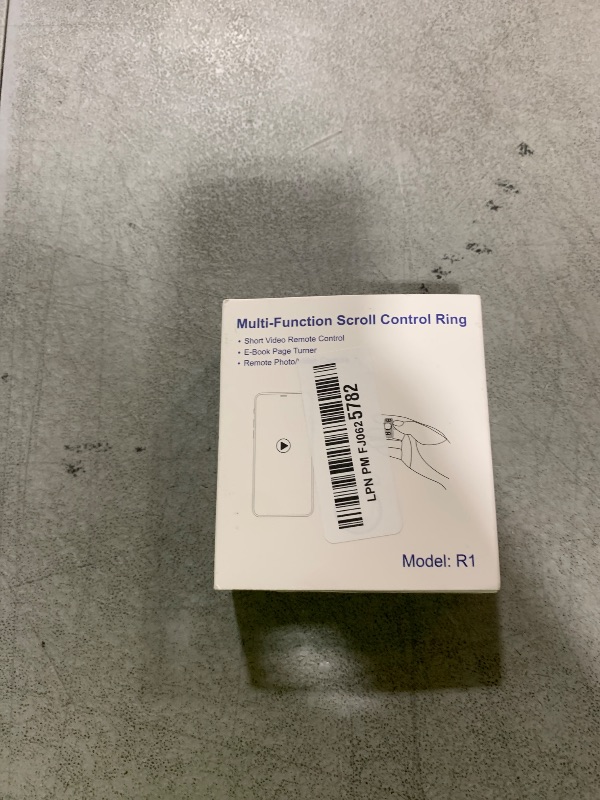 Multi-Function Scroll Control Ring
• Short Video Remote Control
• E-Book Page Turner
• Remote Photo/
LPN PM FJ0625782
Model: R1